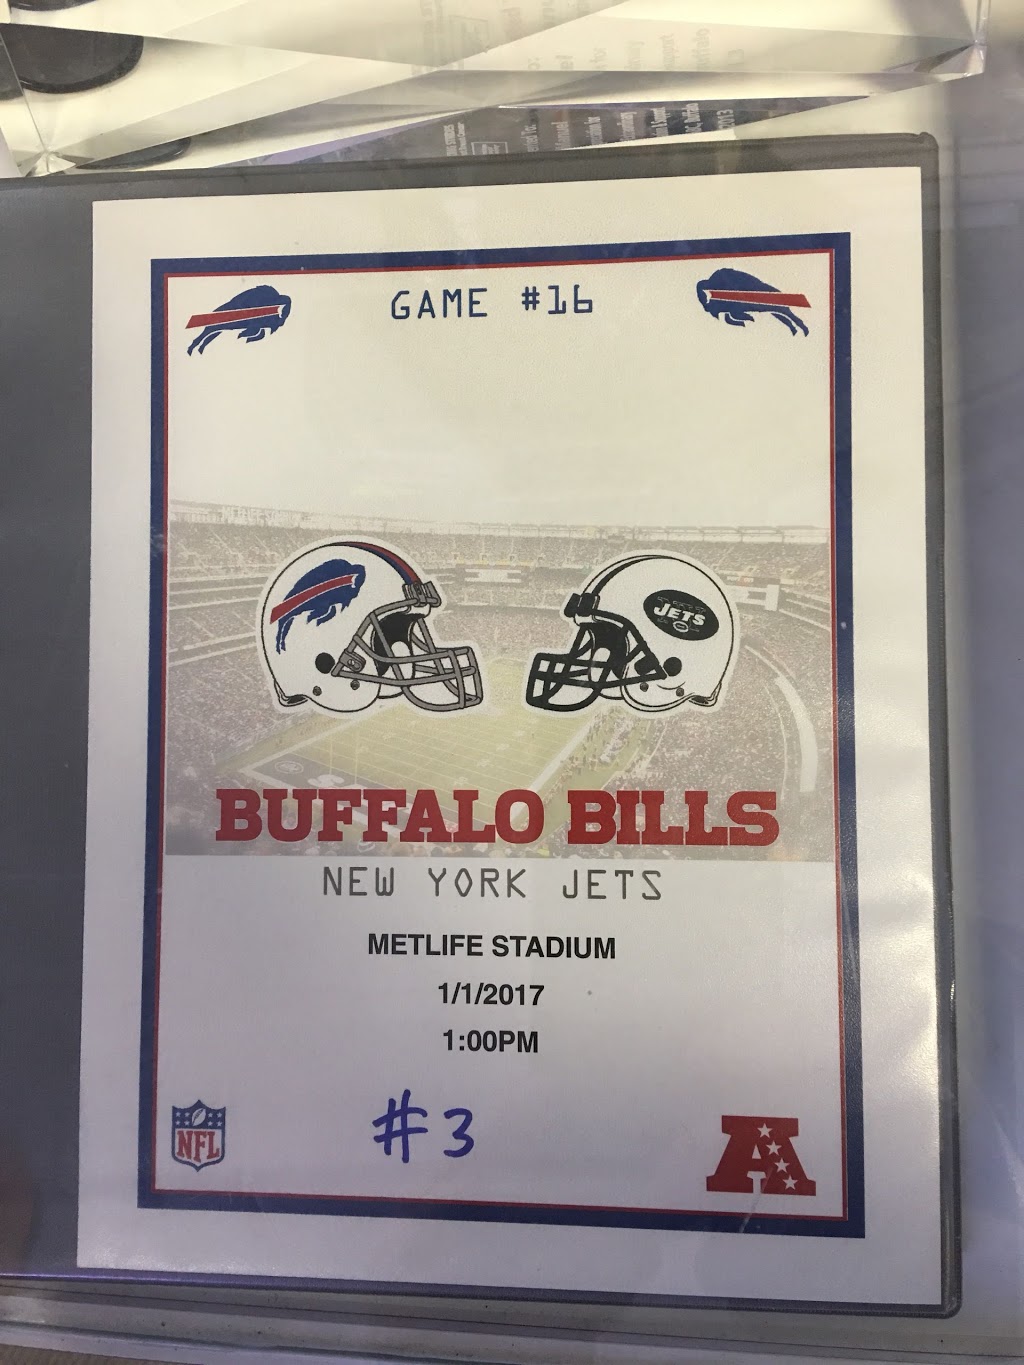 GAME #16
JETS
BUFFALO BILLS
NEW YORK JETS
METLIFE STADIUM
1/1/2017
1:00PM
#3
NFL
A